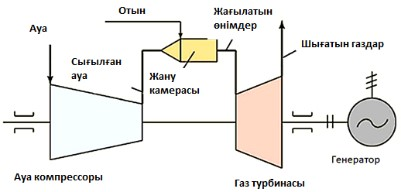 Отын
Ауа
Жағылатын
өнімдер
Сығылған
ауа
Жану
камерасы
Шығатын газдар
Ауа компрессоры
Газ турбинасы
Генератор